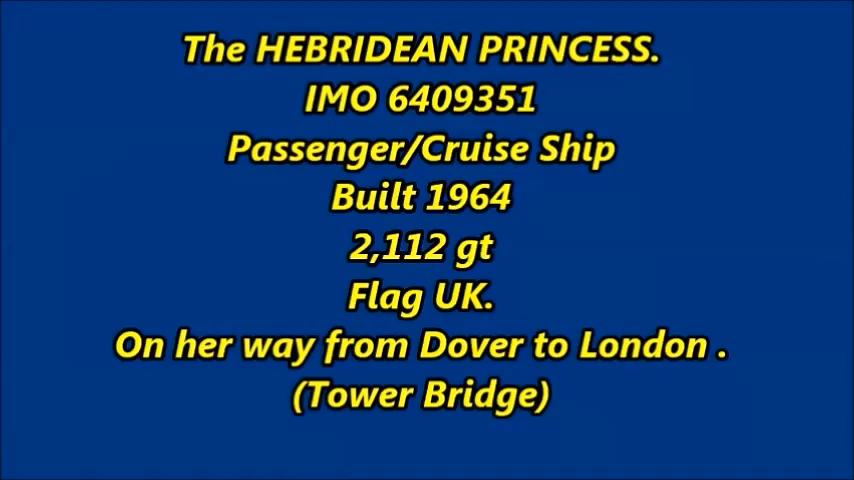 The HEBRIDEAN PRINCESS.
IMO 6409351
Passenger/Cruise Ship
Built 1964
2,112 gt
Flag UK.
On her way from Dover to London .
(Tower Bridge)